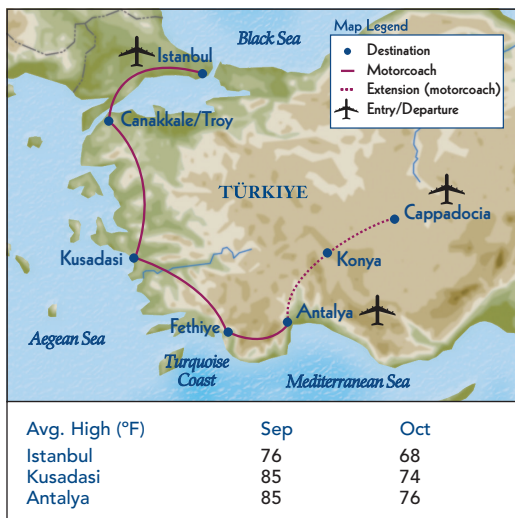 Black Sea
Map Legend
Destination
Motorcoach
Extension (motorcoach)
Entry/Departure
Istanbul
Canakkale/Troy
TÜRKIYE
Cappadocia
Kusadasi
Konya
Antalya
Fethiye
Aegean Sea
Turquoise
Coast
Mediterranean Sea
Avg. High (ºF) Sep Oct
Istanbul 76 68
Kusadasi 85 74
Antalya 85 76